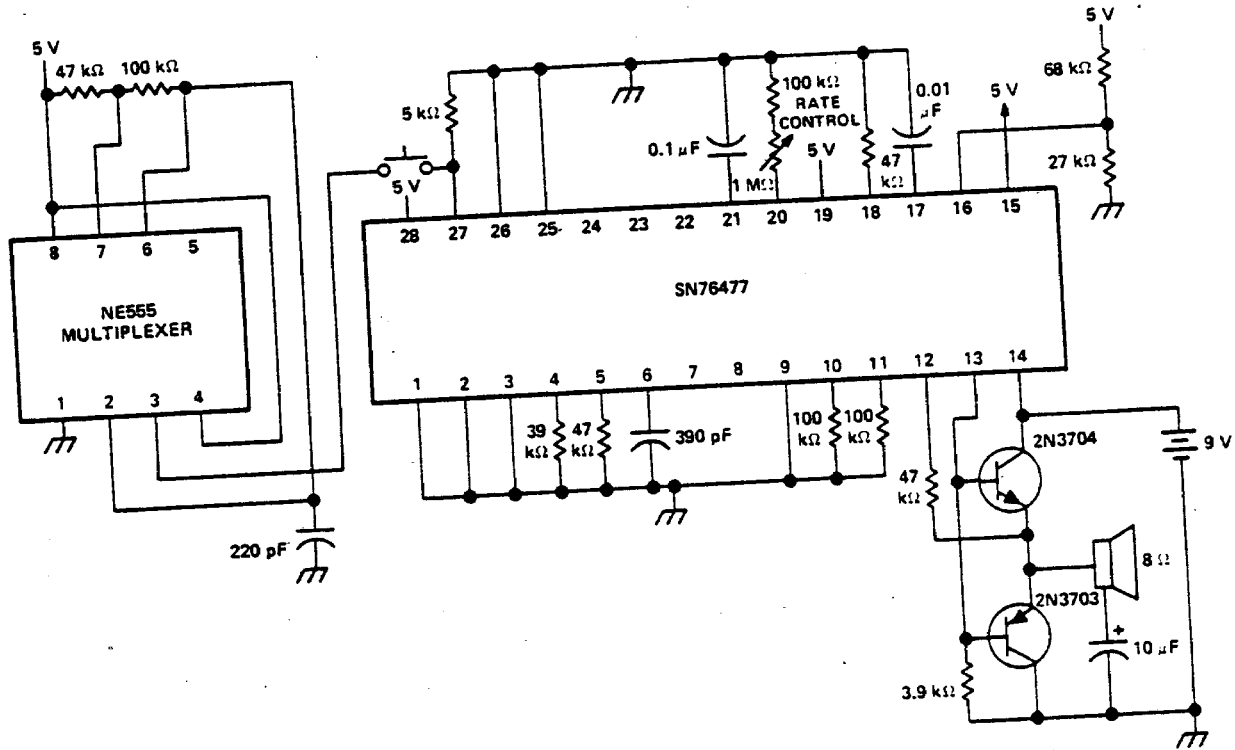 5 V
47 kΩ
100 kΩ
8
7
6
5
NE555
MULTIPLEXER
1
2
3
4
220 pF
5 kΩ
5 V
0.1 μF
100 kΩ
RATE
CONTROL
1 MΩ
5 V
47
kΩ
0.01
μF
5 V
5 V
68 kΩ
27 kΩ
28
27
26
25
24
23
22
21
20
19
18
17
16
15
SN76477
1
2
3
4
5
6
7
8
9
10
11
12
13
14
39
kΩ
47
kΩ
390 pF
100
kΩ
100
kΩ
47
kΩ
2N3704
9 V
8 Ω
2N3703
+
10 μF
3.9 kΩ